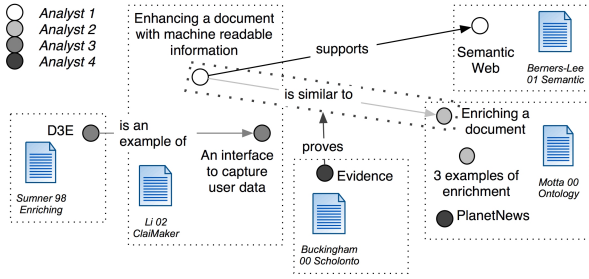 Analyst 1
Analyst 2
Analyst 3
Analyst 4
Enhancing a document
with machine readable
information
supports
Semantic
Web
Berners-Lee
01 Semantic
is similar to
Enriching a
document
D3E
is an
example of
An interface
to capture
user data
proves
Evidence
3 examples of
enrichment
PlanetNews
Motta 00
Ontology
Sumner 98
Enriching
Li 02
ClaiMaker
Buckingham
00 Scholonto